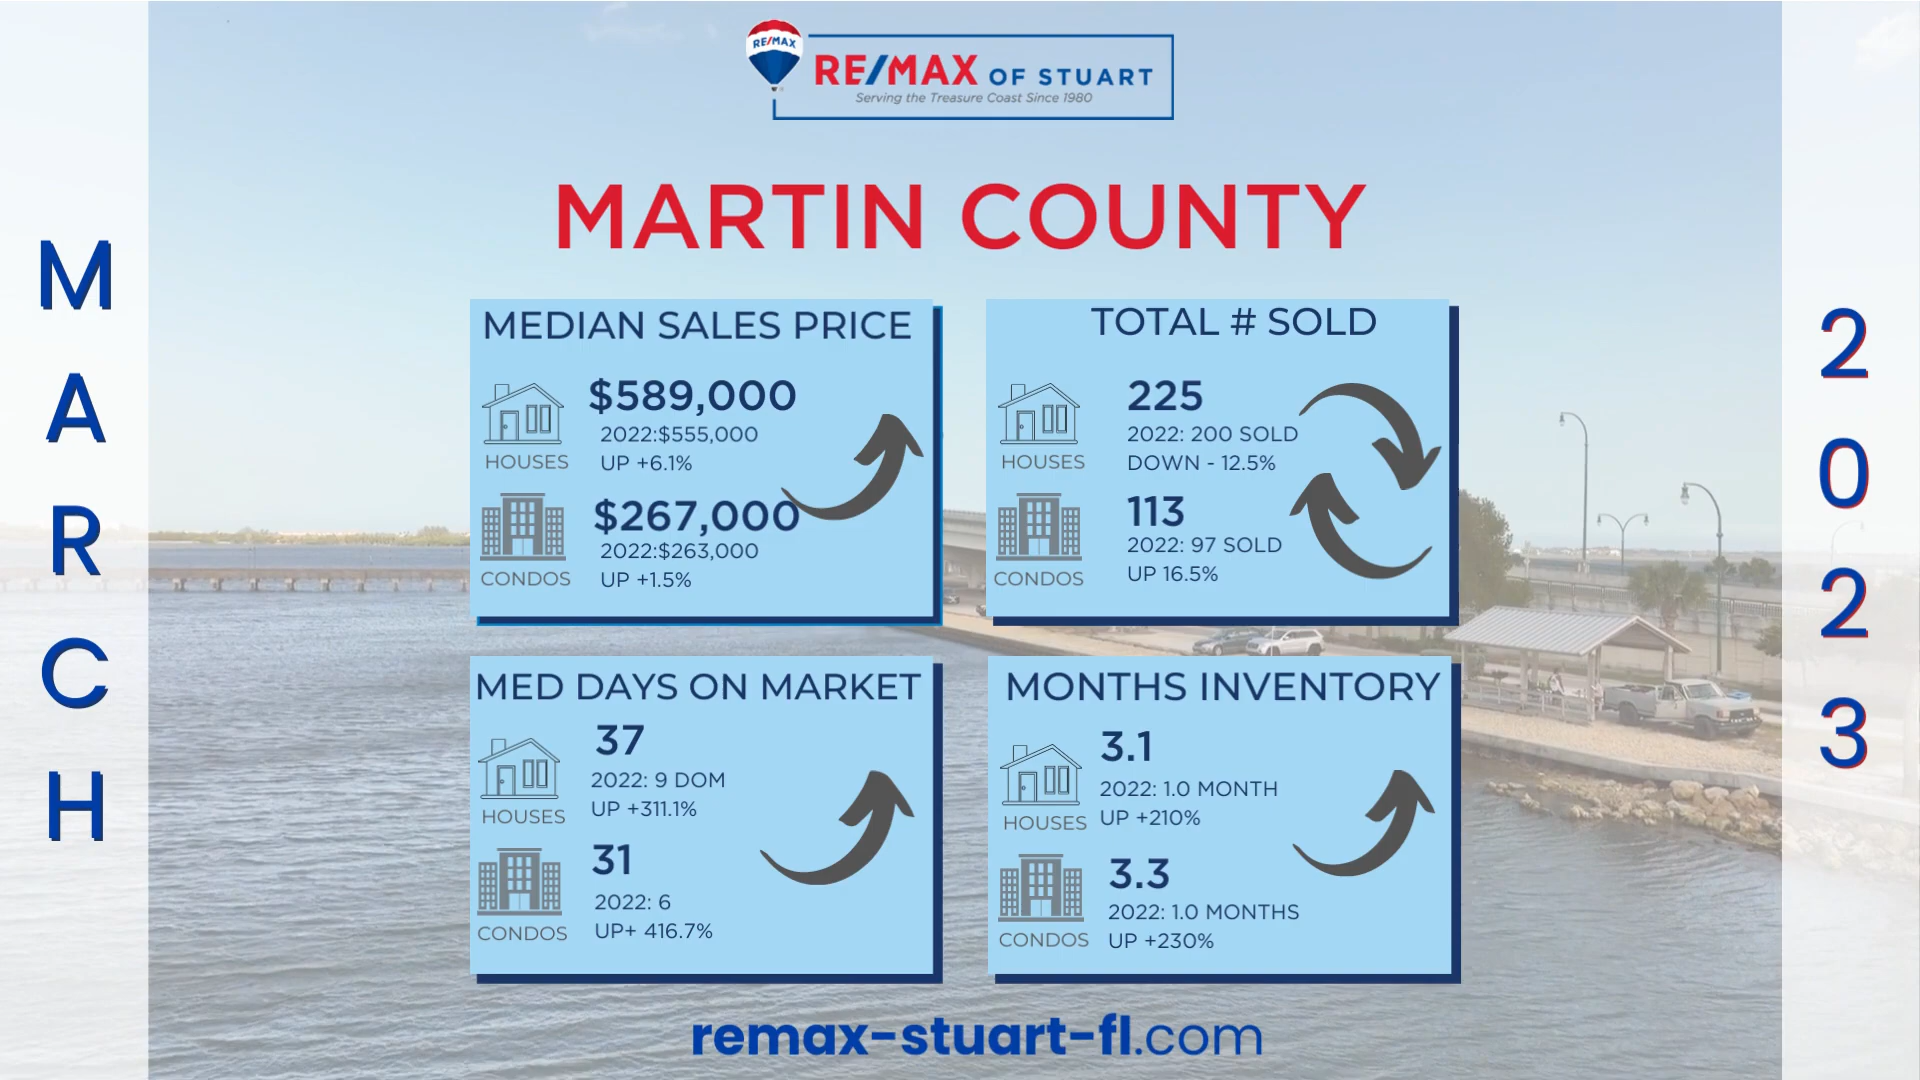 RE/MAX
RE/MAX OF STUART
Serving the Treasure Coast Since 1980
MARTIN COUNTY
MARCH
2023
MEDIAN SALES PRICE
$589,000
2022:$555,000
HOUSES
UP +6.1%
$267,000
2022:$263,000
CONDOS
UP +1.5%
TOTAL # SOLD
225
2022: 200 SOLD
HOUSES
DOWN - 12.5%
113
2022: 97 SOLD
CONDOS
UP 16.5%
MED DAYS ON MARKET
37
2022: 9 DOM
HOUSES
UP +311.1%
31
2022: 6
CONDOS
UP+ 416.7%
MONTHS INVENTORY
3.1
2022: 1.0 MONTH
HOUSES
UP +210%
3.3
2022: 1.0 MONTHS
CONDOS
UP +230%
remax-stuart-fl.com